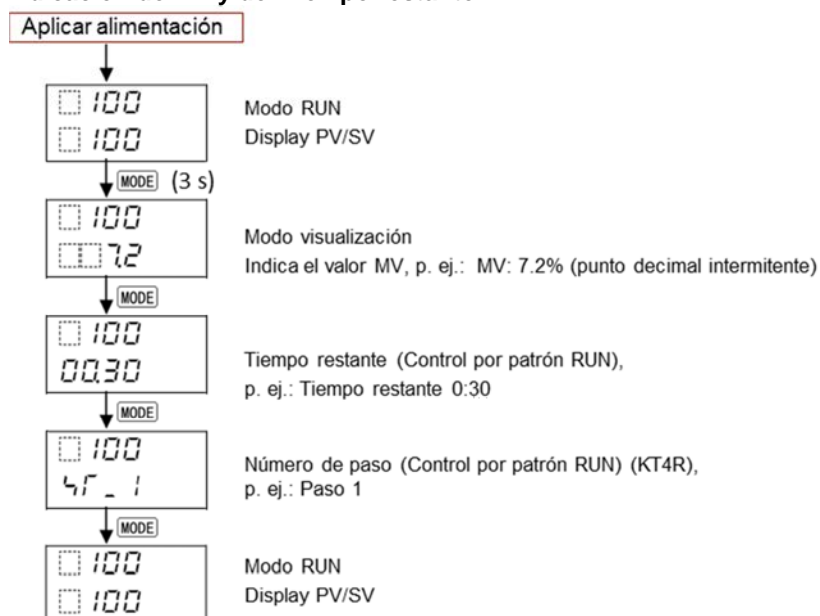 Aplicar alimentación
100
100
Modo RUN
Display PV/SV
MODE (3 s)
100
7.2
Modo visualización
Indica el valor MV, p. ej.: MV: 7.2% (punto decimal intermitente)
MODE
100
00.30
Tiempo restante (Control por patrón RUN),
p. ej.: Tiempo restante 0:30
MODE
100
Número de paso (Control por patrón RUN) (KT4R),
p. ej.: Paso 1
MODE
100
100
Modo RUN
Display PV/SV